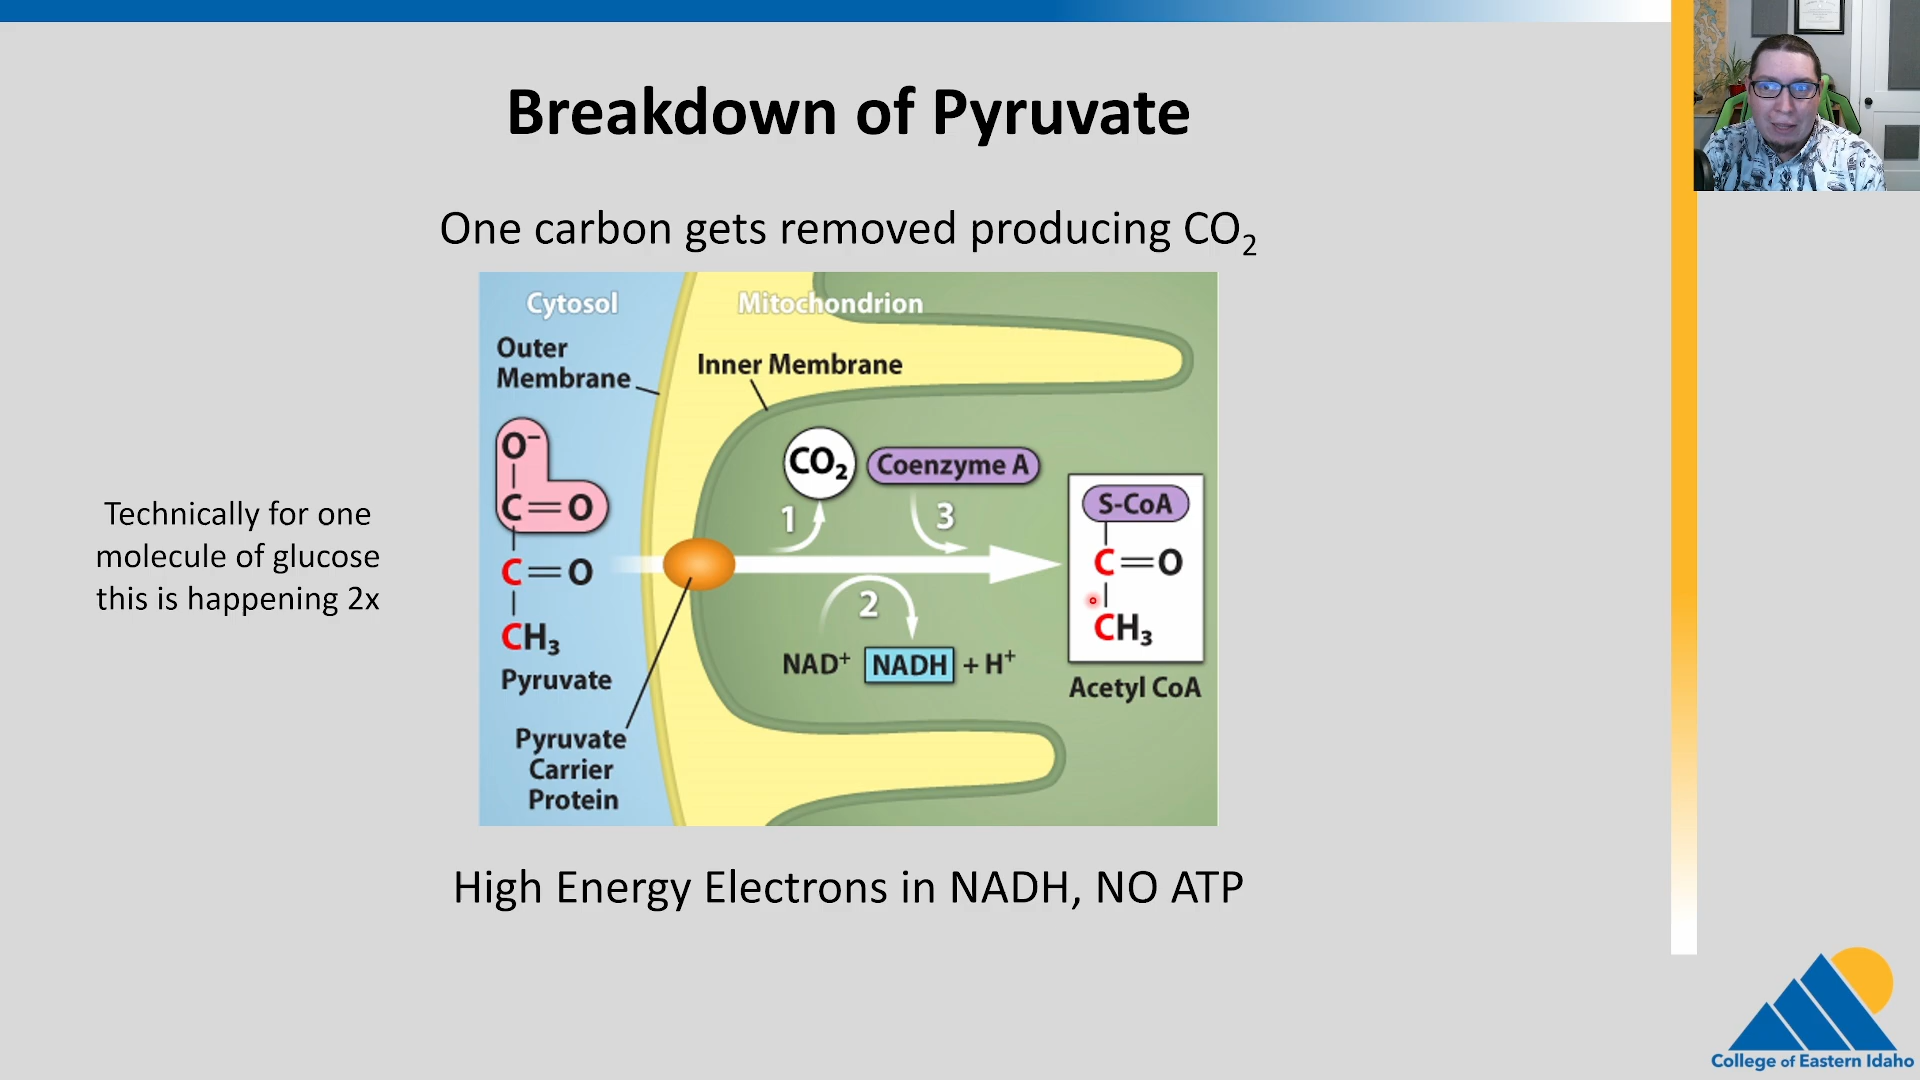 Breakdown of Pyruvate
One carbon gets removed producing CO₂
Cytosol
Mitochondrion
Outer
Membrane
Inner Membrane
O⁻
C=O
C=O
CH₃
Pyruvate
Pyruvate
Carrier
Protein
CO₂
Coenzyme A
1
3
2
NAD⁺ NADH + H⁺
S-CoA
C=O
CH₃
Acetyl CoA
Technically for one
molecule of glucose
this is happening 2x
High Energy Electrons in NADH, NO ATP
College of Eastern Idaho